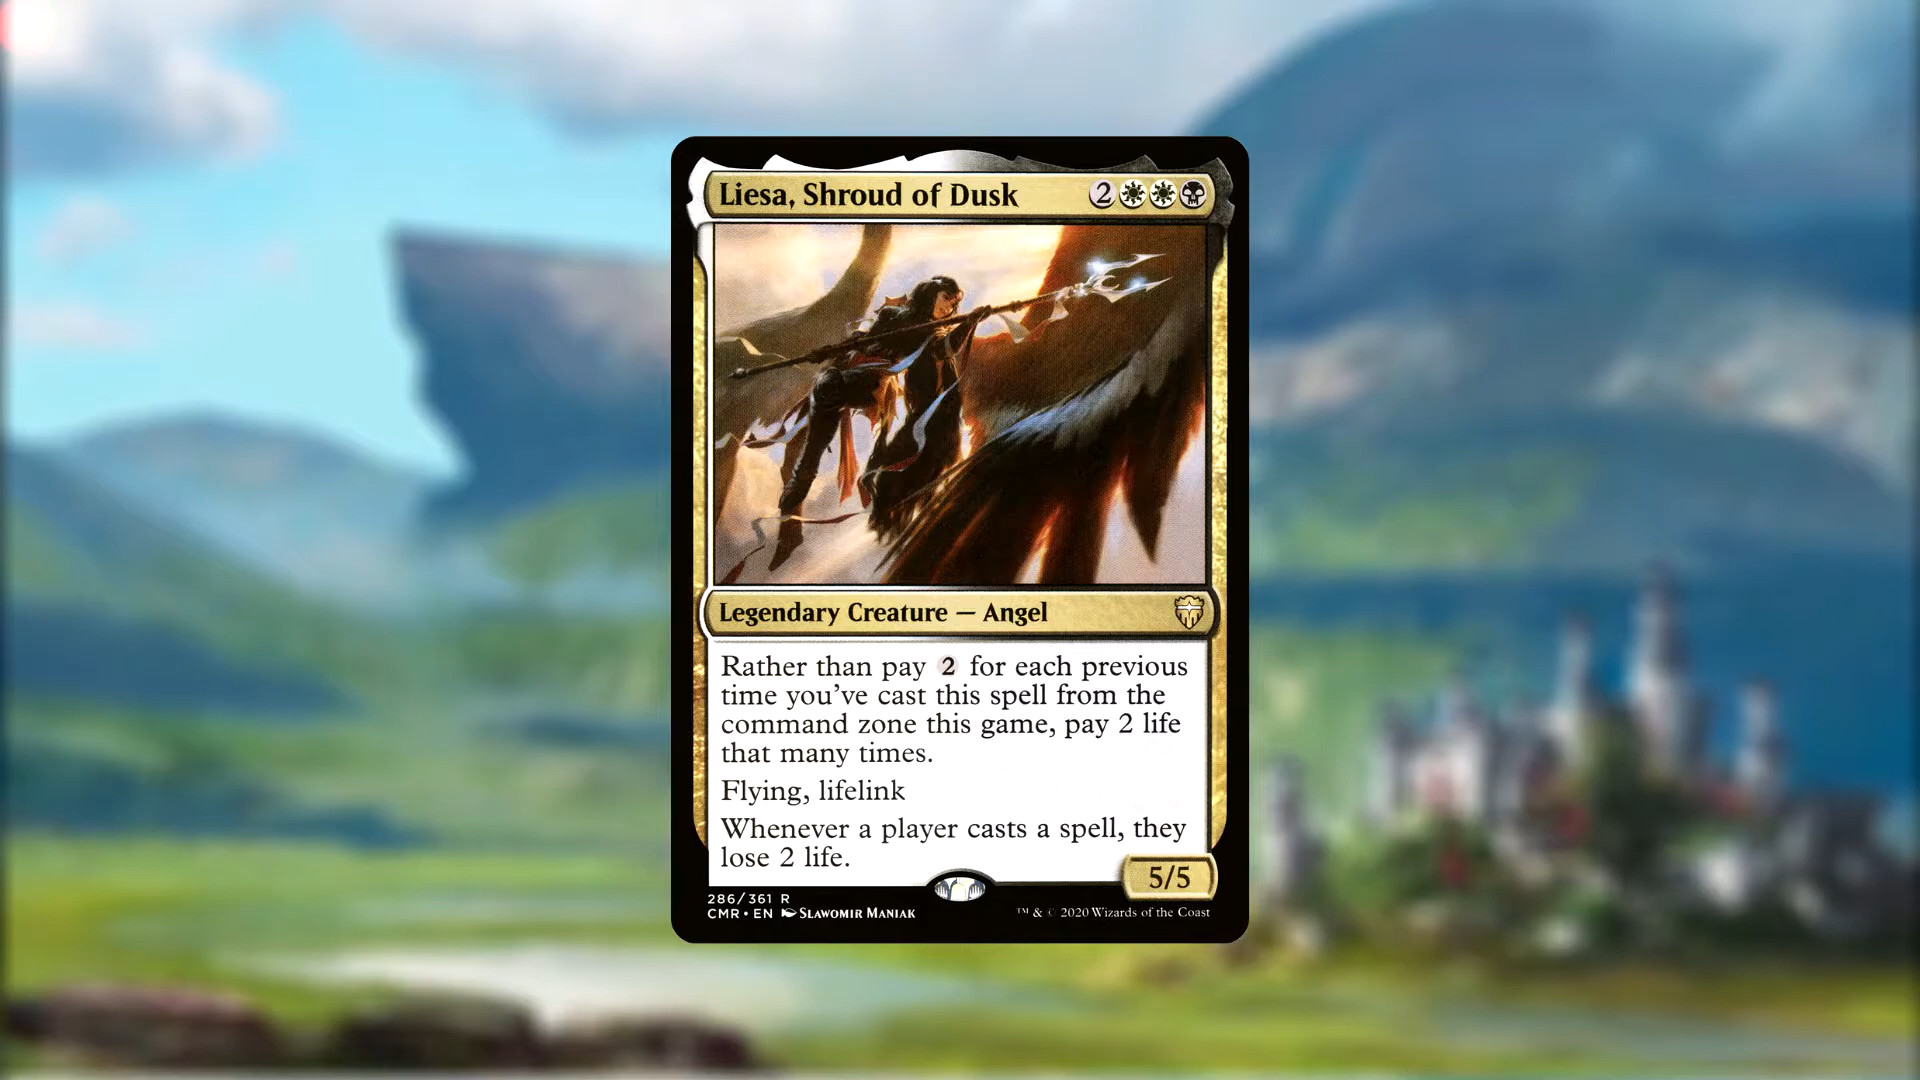 Liesa, Shroud of Dusk 2
Legendary Creature — Angel
Rather than pay 2 for each previous
time you've cast this spell from the
command zone this game, pay 2 life
that many times.
Flying, lifelink
Whenever a player casts a spell, they
lose 2 life.
5/5
286/361 R
CMR • EN SLAWOMIR MANIAK
™ & © 2020 Wizards of the Coast